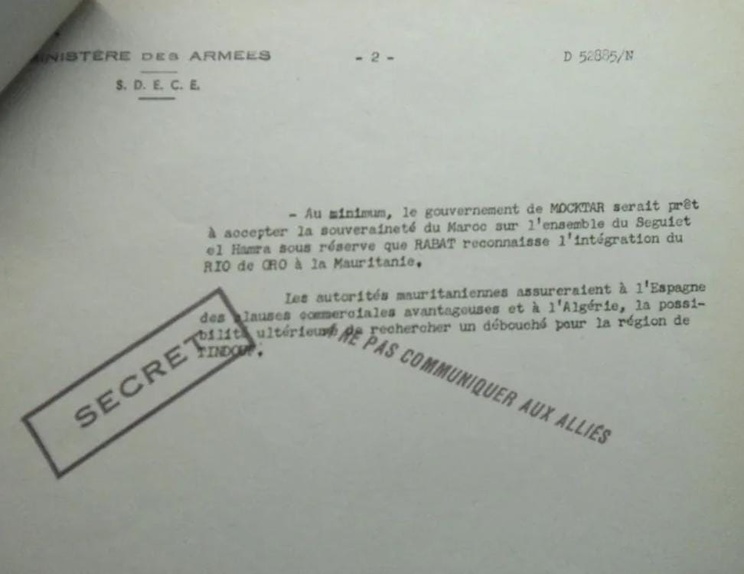 MINISTÈRE DES ARMEES
- 2 -
D 52885/N
S. D. E. C. E.
- Au minimum, le gouvernement de MOCKTAR serait prêt
à accepter la souveraineté du Maroc sur l'ensemble du Seguiet
el Hamra sous réserve que RABAT reconnaisse l'intégration du
RIO de ORO à la Mauritanie.
Les autorités mauritaniennes assureraient à l'Espagne
des clauses commerciales avantageuses et à l'Algérie, la possi-
bilité ultérieure de rechercher un débouché pour la région de
TINDOUF.
SECRET
NE PAS COMMUNIQUER AUX ALLIÉS